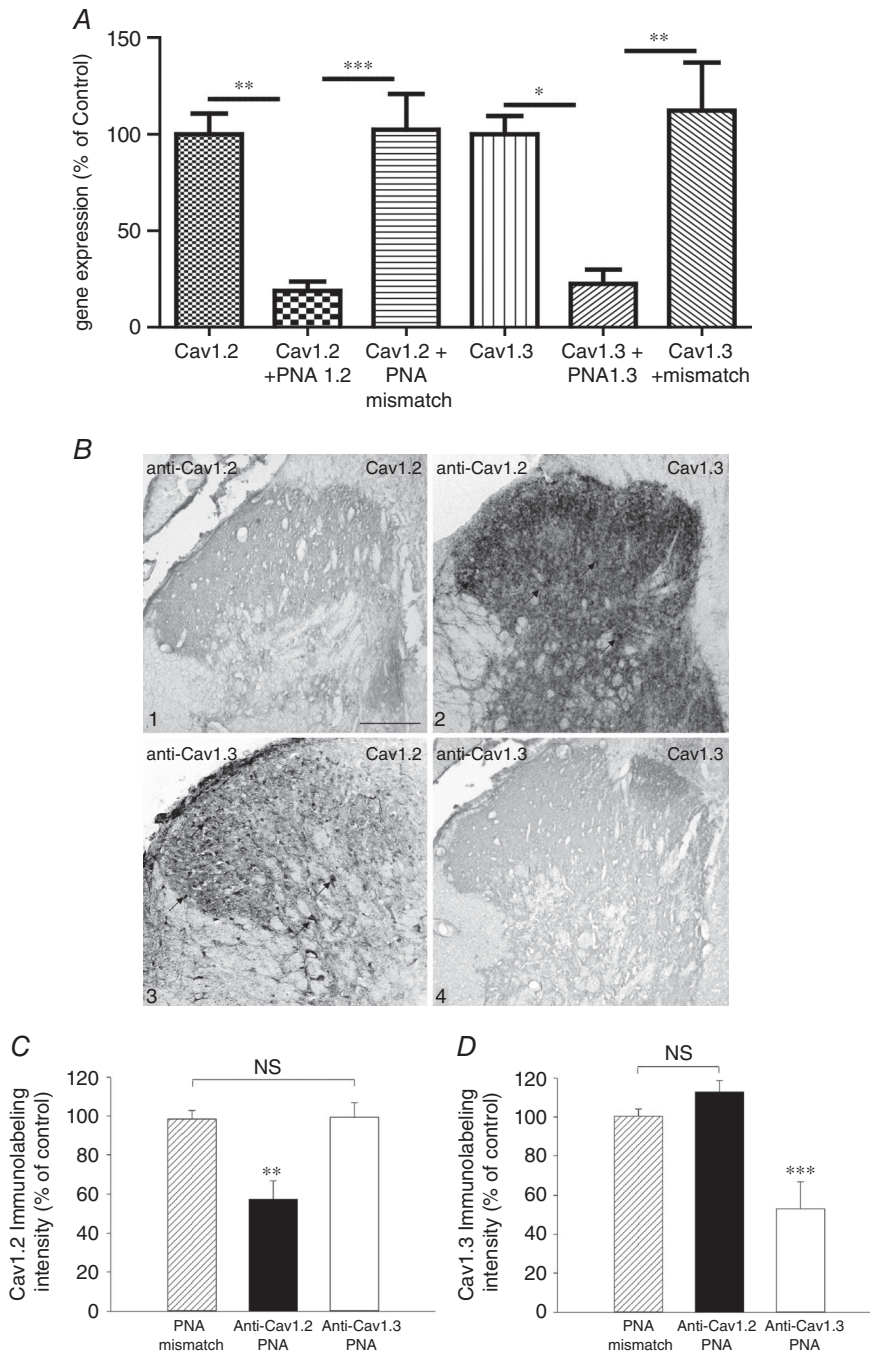 A
gene expression (% of Control)
150
100
50
0
**
***
*
**
Cav1.2
Cav1.2
+PNA 1.2
Cav1.2 +
PNA
mismatch
Cav1.3
Cav1.3 +
PNA1.3
Cav1.3
+mismatch
B
anti-Cav1.2 Cav1.2
1
anti-Cav1.2 Cav1.3
2
anti-Cav1.3 Cav1.2
3
anti-Cav1.3 Cav1.3
4
C
Cav1.2 Immunolabeling
intensity (% of control)
120
100
80
60
40
20
0
NS
**
PNA
mismatch
Anti-Cav1.2
PNA
Anti-Cav1.3
PNA
D
Cav1.3 Immunolabeling
intensity (% of control)
120
100
80
60
40
20
0
NS
***
PNA
mismatch
Anti-Cav1.2
PNA
Anti-Cav1.3
PNA